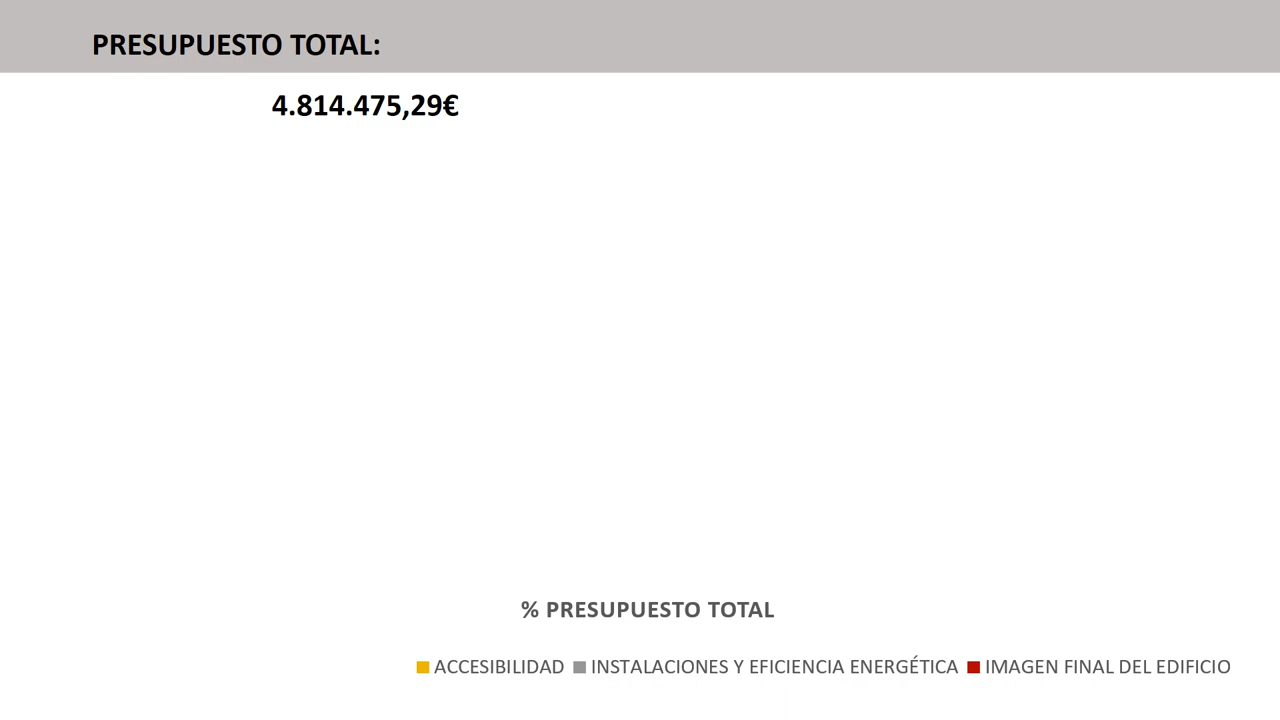 PRESUPUESTO TOTAL:
4.814.475,29€
% PRESUPUESTO TOTAL
ACCESIBILIDAD INSTALACIONES Y EFICIENCIA ENERGÉTICA IMAGEN FINAL DEL EDIFICIO